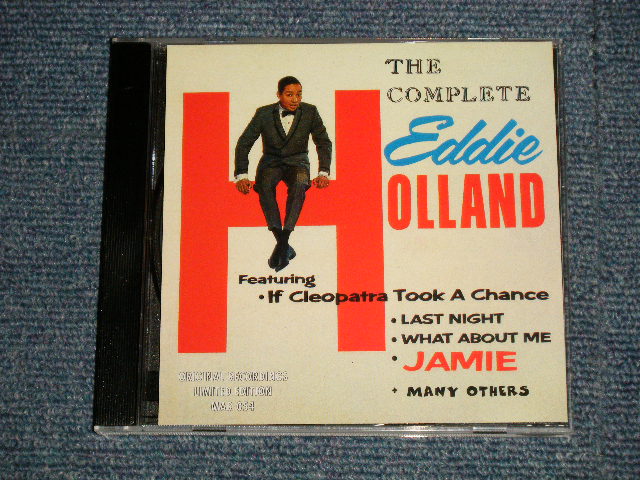 THE
COMPLETE
Eddie
HOLLAND
Featuring
• If Cleopatra Took A Chance
• LAST NIGHT
• WHAT ABOUT ME
• JAMIE
+ MANY OTHERS
ORIGINAL RECORDINGS
LIMITED EDITION